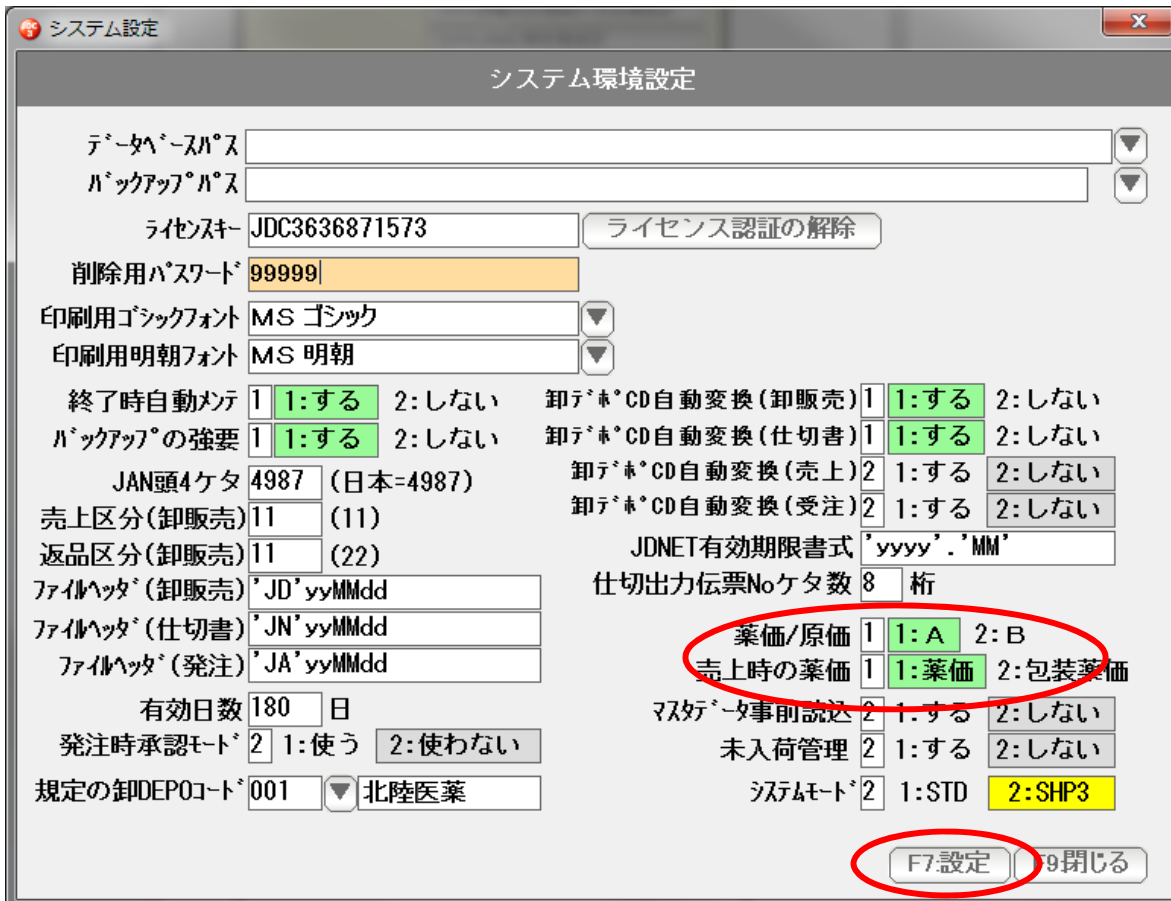 システム設定
システム環境設定
ﾃﾞｰﾀﾍﾞｰｽﾊﾟｽ
ﾊﾞｯｸｱｯﾌﾟﾊﾟｽ
ﾗｲｾﾝｽｷｰ JDC3636871573 ライセンス認証の解除
削除用ﾊﾟｽﾜｰﾄﾞ 99999
印刷用ｺﾞｼｯｸﾌｫﾝﾄ ＭＳ ゴシック
印刷用明朝ﾌｫﾝﾄ ＭＳ 明朝
終了時自動ﾒﾝﾃ 1 1:する 2:しない 卸ﾃﾞﾎﾟCD自動変換(卸販売) 1 1:する 2:しない
ﾊﾞｯｸｱｯﾌﾟの強要 1 1:する 2:しない 卸ﾃﾞﾎﾟCD自動変換(仕切書) 1 1:する 2:しない
卸ﾃﾞﾎﾟCD自動変換(売上) 2 1:する 2:しない
JAN頭4ケタ 4987 (日本=4987)
卸ﾃﾞﾎﾟCD自動変換(受注) 2 1:する 2:しない
売上区分(卸販売) 11 (11)
返品区分(卸販売) 11 (22) JDNET有効期限書式 'yyyy'.'MM'
ﾌｧｲﾙﾍｯﾀﾞ(卸販売) 'JD'yyMMdd 仕切出力伝票Noケタ数 8 桁
ﾌｧｲﾙﾍｯﾀﾞ(仕切書) 'JN'yyMMdd 薬価/原価 1 1:A 2:B
ﾌｧｲﾙﾍｯﾀﾞ(発注) 'JA'yyMMdd 売上時の薬価 1 1:薬価 2:包装薬価
有効日数 180 日 ﾏｽﾀﾃﾞｰﾀ事前読込 2 1:する 2:しない
発注時承認ﾓｰﾄﾞ 2 1:使う 2:使わない 未入荷管理 2 1:する 2:しない
規定の卸DEPOｺｰﾄﾞ 001 北陸医薬 ｼｽﾃﾑﾓｰﾄﾞ 2 1:STD 2:SHP3
F7:設定 F9閉じる